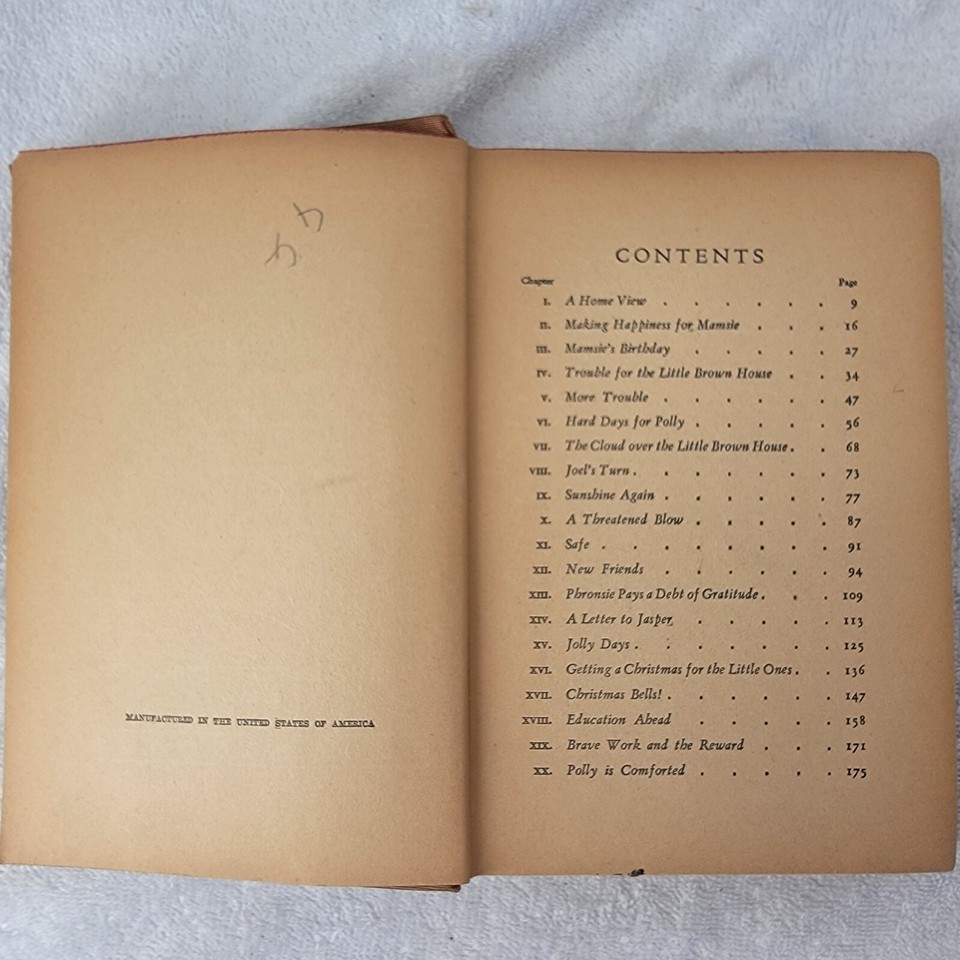 MANUFACTURED IN THE UNITED STATES OF AMERICA
CONTENTS
Chapter Page
I. A Home View . . . . . . 9
II. Making Happiness for Mamsie . . . 16
III. Mamsie's Birthday . . . . . 27
IV. Trouble for the Little Brown House . . 34
V. More Trouble . . . . . . 47
VI. Hard Days for Polly . . . . . 56
VII. The Cloud over the Little Brown House . . 68
VIII. Joel's Turn . . . . . . . 73
IX. Sunshine Again . . . . . . 77
X. A Threatened Blow . . . . . 87
XI. Safe . . . . . . . . 91
XII. New Friends . . . . . . 94
XIII. Phronsie Pays a Debt of Gratitude . . . 109
XIV. A Letter to Jasper . . . . . 113
XV. Jolly Days . . . . . . . 125
XVI. Getting a Christmas for the Little Ones . . 136
XVII. Christmas Bells! . . . . . . 147
XVIII. Education Ahead . . . . . 158
XIX. Brave Work and the Reward . . . 171
XX. Polly is Comforted . . . . . 175